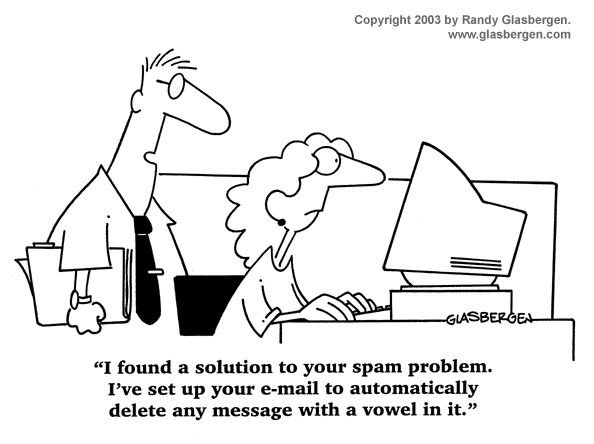 Copyright 2003 by Randy Glasbergen.
www.glasbergen.com
GLASBERGEN
“I found a solution to your spam problem.
I’ve set up your e-mail to automatically
delete any message with a vowel in it.”